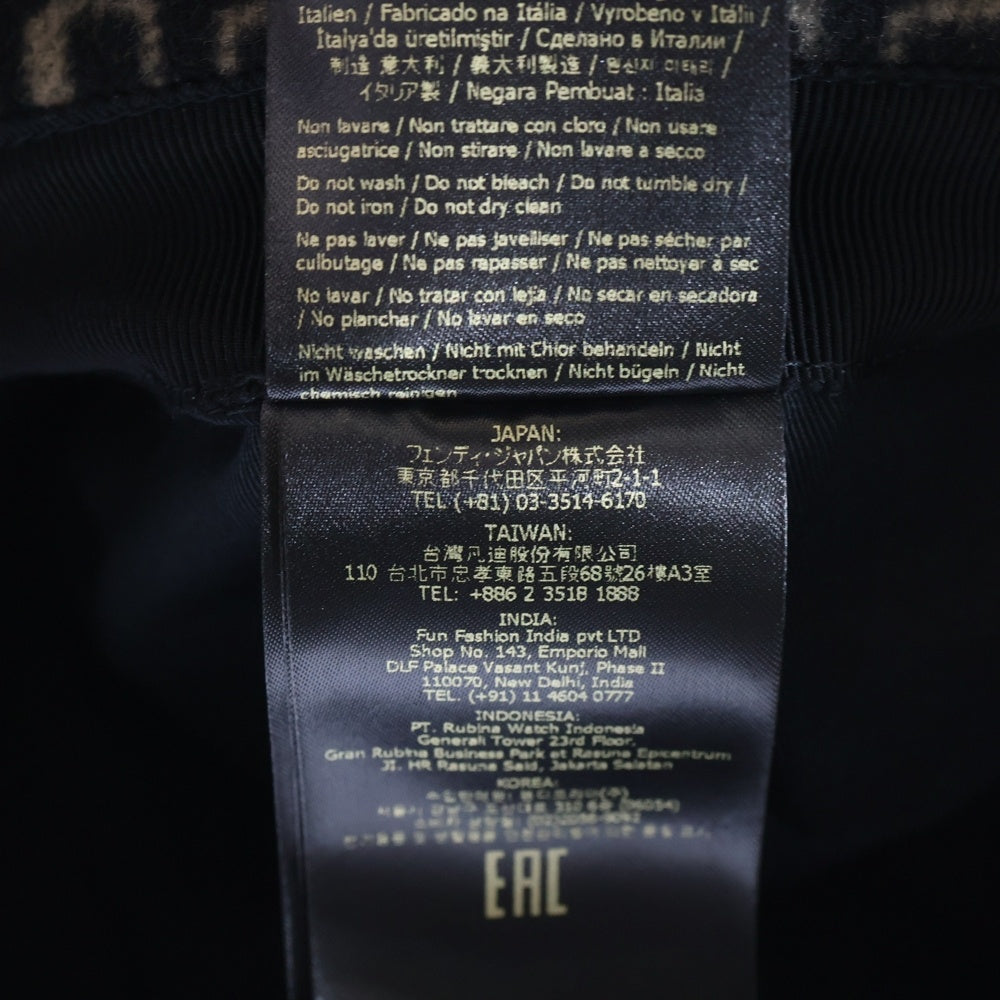 Italien / Fabricado na Itália / Vyrobeno v Itálii /
Italya'da üretilmiştir / Сделано в Италии /
制造 意大利 / 義大利製造 /
イタリア製 / Negara Pembuat : Italia
Non lavare / Non trattare con cloro / Non usare
asciugatrice / Non stirare / Non lavare a secco
Do not wash / Do not bleach / Do not tumble dry /
Do not iron / Do not dry clean
Ne pas laver / Ne pas javelliser / Ne pas sécher par
culbutage / Ne pas repasser / Ne pas nettoyer à sec
No lavar / No tratar con lejía / No secar en secadora
/ No planchar / No lavar en seco
Nicht waschen / Nicht mit Chlor behandeln / Nicht
im Wäschetrockner trocknen / Nicht bügeln / Nicht
chemisch reinigen
JAPAN:
フェンディ・ジャパン株式会社
東京都千代田区平河町2-1-1
TEL (+81) 03-3514-6170
TAIWAN:
台灣凡迪股份有限公司
110 台北市忠孝東路五段68號26樓A3室
TEL: +886 2 3518 1888
INDIA:
Fun Fashion India pvt LTD
Shop No. 143, Emporio Mall
DLF Palace Vasant Kunj, Phase II
110070, New Delhi, India
TEL. (+91) 11 4604 0777
INDONESIA:
PT. Rubina Watch Indonesia
Generali Tower 23rd Floor,
Gran Rubina Business Park at Rasuna Epicentrum
Jl. HR Rasuna Said, Jakarta Selatan
KOREA:
EAC